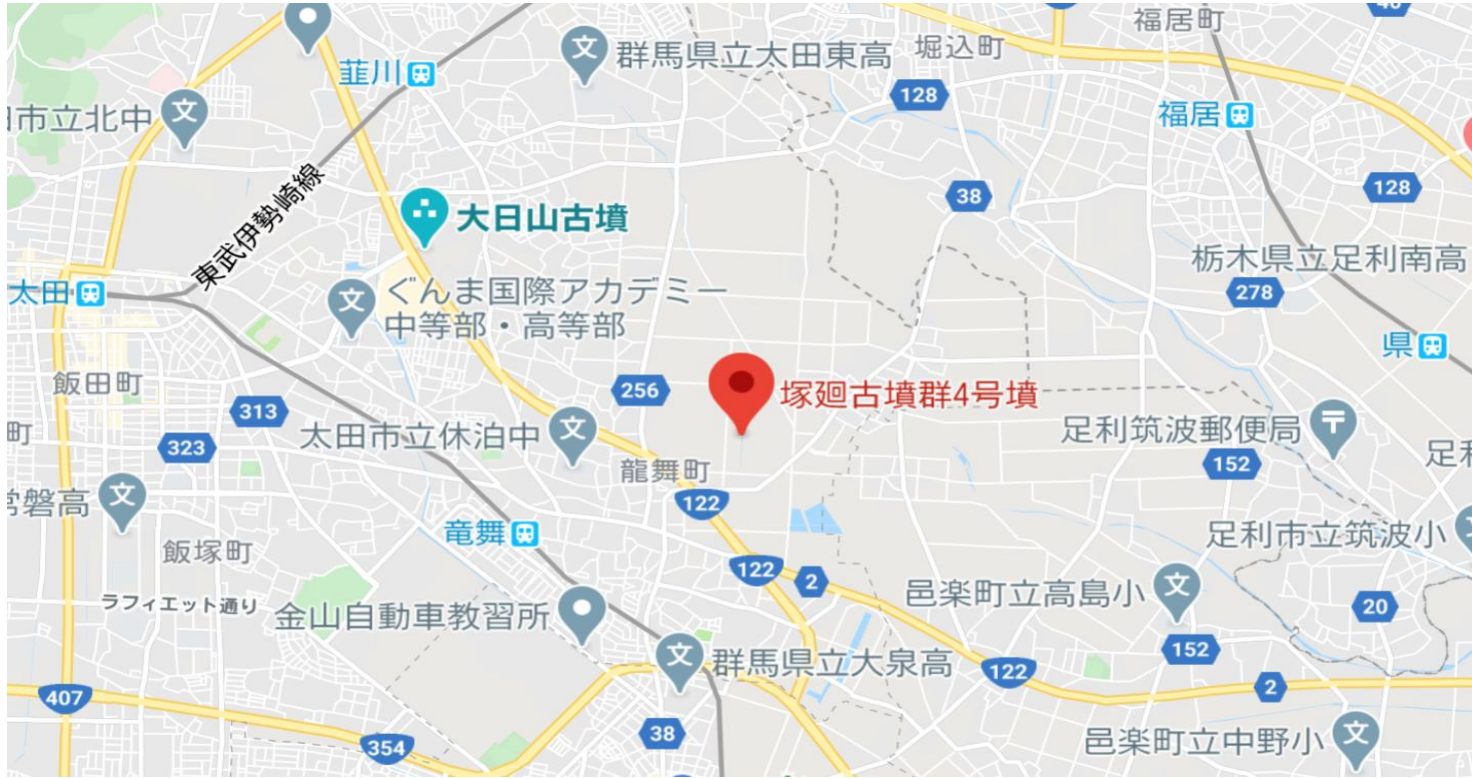 福居町
40
韮川
群馬県立太田東高
堀込町
128
福居
市立北中
38
128
東武伊勢崎線
大日山古墳
栃木県立足利南高
太田
ぐんま国際アカデミー
中等部・高等部
278
県
飯田町
256
塚廻古墳群4号墳
313
太田市立休泊中
足利筑波郵便局
町
323
龍舞町
152
足利
常磐高
122
竜舞
足利市立筑波小
飯塚町
122
2
邑楽町立高島小
ラフィエット通り
金山自動車教習所
20
群馬県立大泉高
122
152
407
2
38
354
邑楽町立中野小